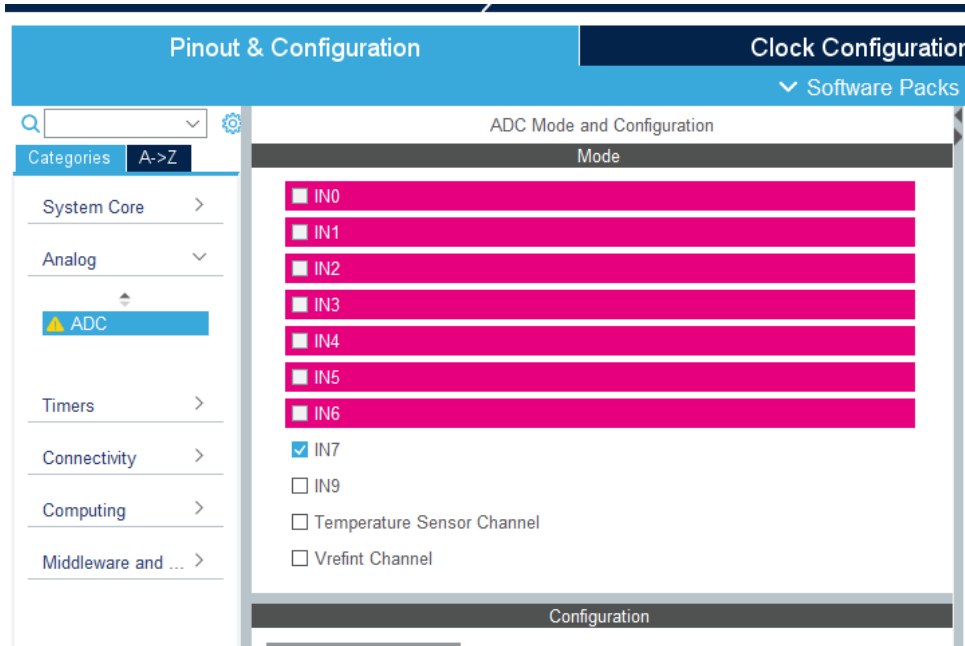 Pinout & Configuration
Clock Configuration
Software Packs
Categories
A->Z
System Core
Analog
ADC
Timers
Connectivity
Computing
Middleware and ...
ADC Mode and Configuration
Mode
IN0
IN1
IN2
IN3
IN4
IN5
IN6
IN7
IN9
Temperature Sensor Channel
Vrefint Channel
Configuration